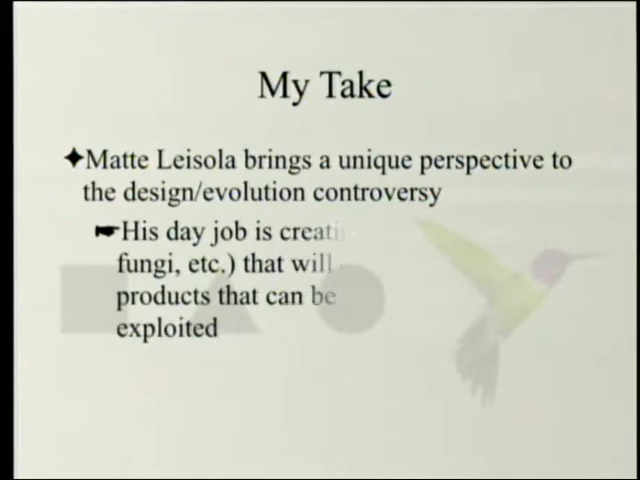 My Take
Matte Leisola brings a unique perspective to
the design/evolution controversy
His day job is creati
fungi, etc.) that will
products that can be
exploited